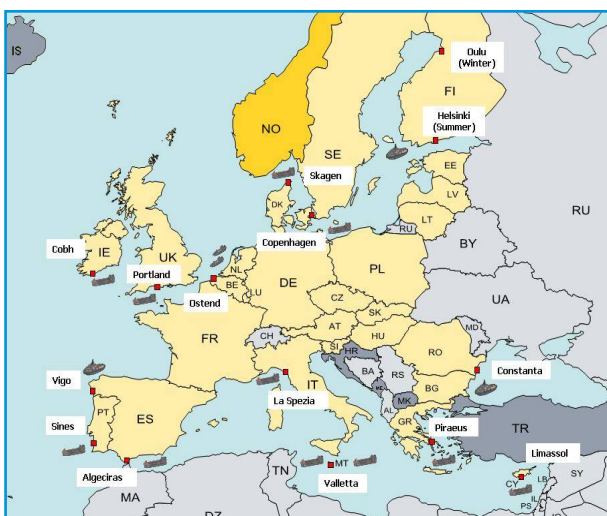 IS
Oulu
(Winter)
FI
NO
Helsinki
(Summer)
SE
Skagen
EE
LV
RU
DK
LT
RU
Cobh
IE
UK
Copenhagen
BY
Portland
NL
PL
BE
DE
Ostend
LU
UA
CZ
SK
FR
AT
HU
MD
CH
SI
RO
HR
Vigo
BA
RS
Constanta
IT
La Spezia
BG
MK
PT
ES
AL
Sines
GR
Piraeus
TR
Limassol
Algeciras
TN
MT
Valletta
CY
LB
SY
MA
DZ
IL
PS